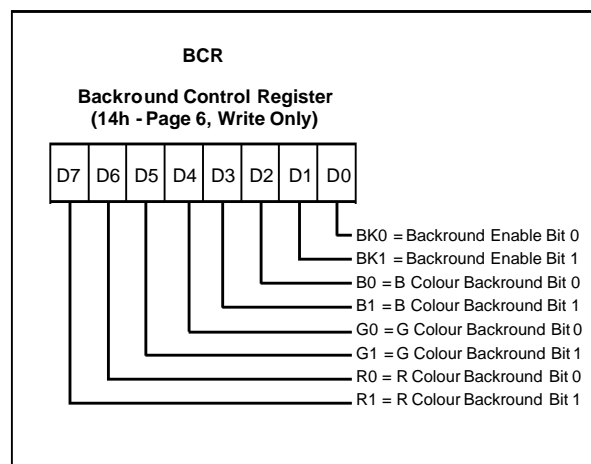 BCR
Backround Control Register
(14h - Page 6, Write Only)
D7 D6 D5 D4 D3 D2 D1 D0
BK0 = Backround Enable Bit 0
BK1 = Backround Enable Bit 1
B0 = B Colour Backround Bit 0
B1 = B Colour Backround Bit 1
G0 = G Colour Backround Bit 0
G1 = G Colour Backround Bit 1
R0 = R Colour Backround Bit 0
R1 = R Colour Backround Bit 1